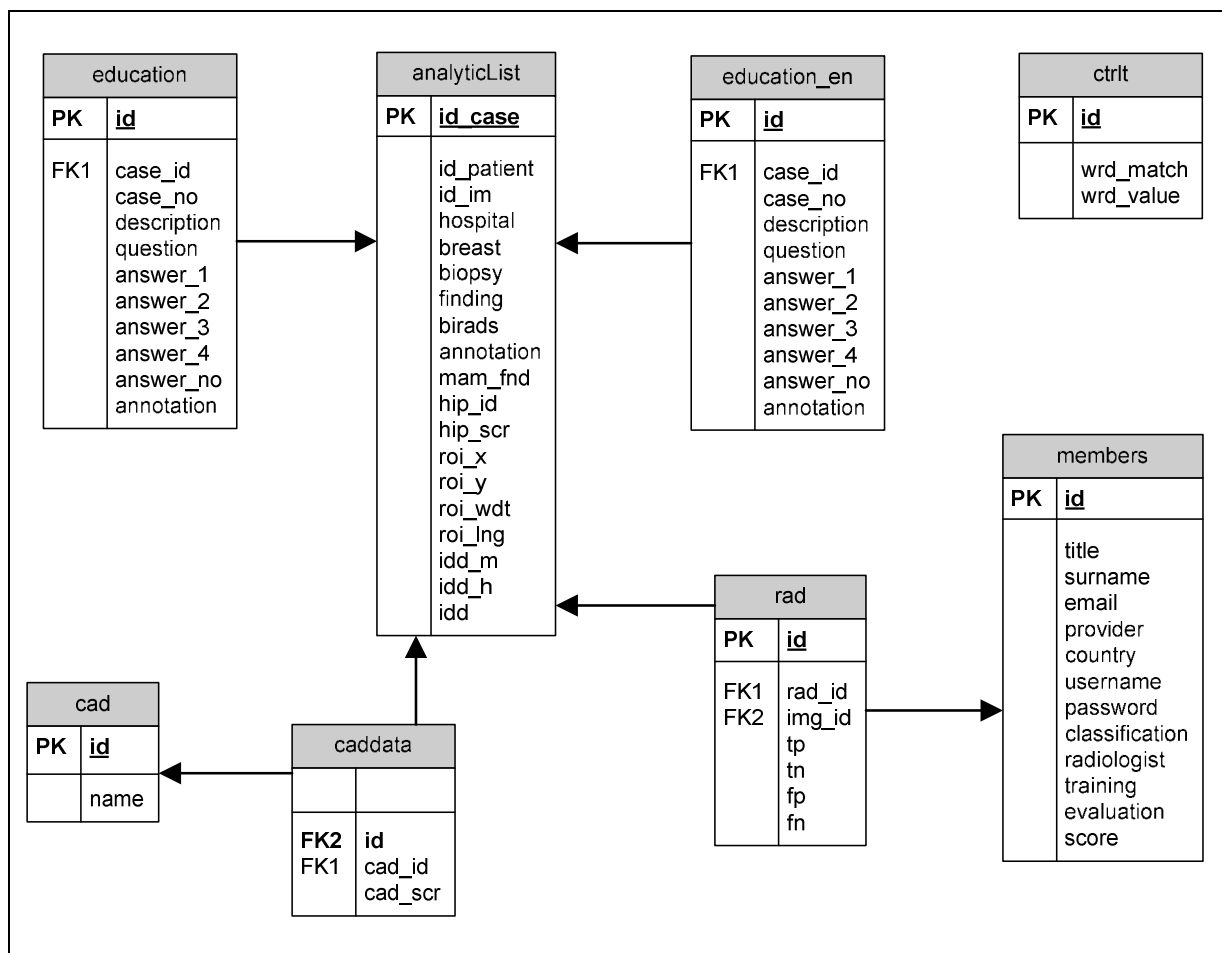 education
PK id
FK1 case_id
case_no
description
question
answer_1
answer_2
answer_3
answer_4
answer_no
annotation
analyticList
PK id_case
id_patient
id_im
hospital
breast
biopsy
finding
birads
annotation
mam_fnd
hip_id
hip_scr
roi_x
roi_y
roi_wdt
roi_lng
idd_m
idd_h
idd
education_en
PK id
FK1 case_id
case_no
description
question
answer_1
answer_2
answer_3
answer_4
answer_no
annotation
ctrlt
PK id
wrd_match
wrd_value
members
PK id
title
surname
email
provider
country
username
password
classification
radiologist
training
evaluation
score
rad
PK id
FK1 rad_id
FK2 img_id
tp
tn
fp
fn
cad
PK id
name
caddata
FK2 id
FK1 cad_id
cad_scr